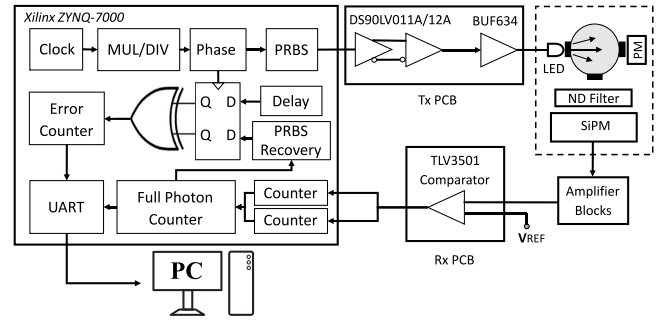 Xilinx ZYNQ-7000
Clock
MUL/DIV
Phase
PRBS
DS90LV011A/12A
BUF634
Tx PCB
LED
PM
ND Filter
SiPM
Error
Counter
Q D
Q D
Delay
PRBS
Recovery
UART
Full Photon
Counter
Counter
Counter
TLV3501
Comparator
VREF
Rx PCB
Amplifier
Blocks
PC